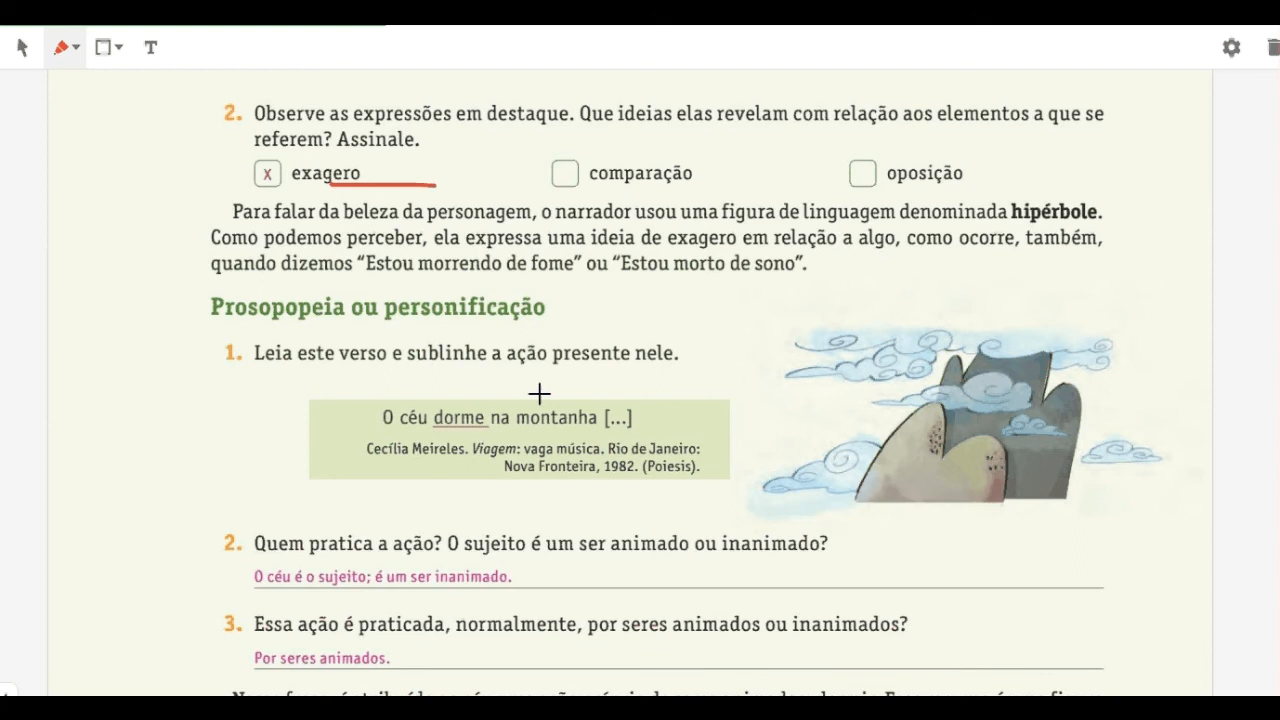 T
2. Observe as expressões em destaque. Que ideias elas revelam com relação aos elementos a que se
referem? Assinale.
x exagero comparação oposição
Para falar da beleza da personagem, o narrador usou uma figura de linguagem denominada hipérbole.
Como podemos perceber, ela expressa uma ideia de exagero em relação a algo, como ocorre, também,
quando dizemos “Estou morrendo de fome” ou “Estou morto de sono”.
Prosopopeia ou personificação
1. Leia este verso e sublinhe a ação presente nele.
O céu dorme na montanha [...]
Cecília Meireles. Viagem: vaga música. Rio de Janeiro:
Nova Fronteira, 1982. (Poiesis).
2. Quem pratica a ação? O sujeito é um ser animado ou inanimado?
O céu é o sujeito; é um ser inanimado.
3. Essa ação é praticada, normalmente, por seres animados ou inanimados?
Por seres animados.